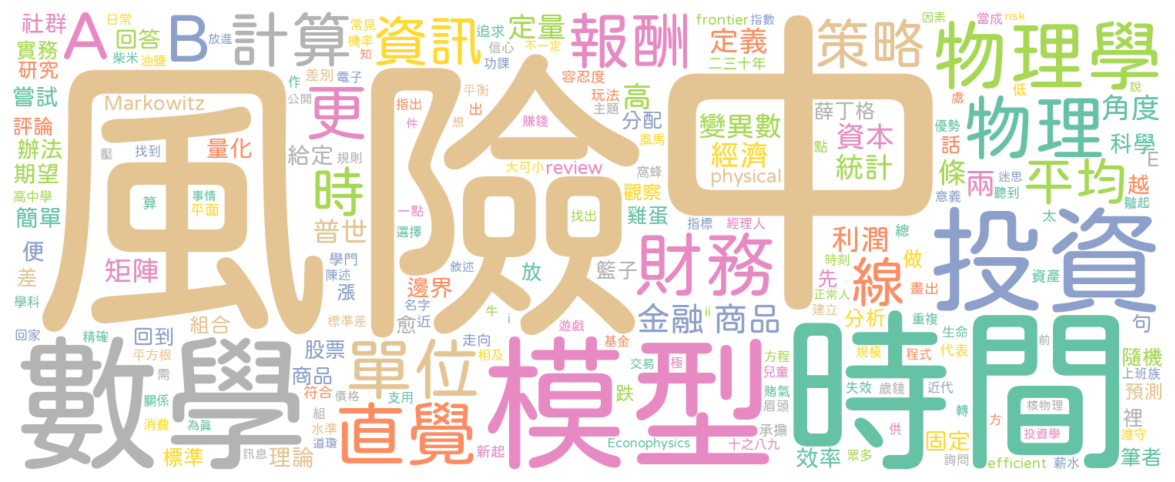 社群 日常 A B 計算 常見 資訊 追求 定量 報酬 frontier 指數 因素 當成 risk
實務 回答 放進 機率 知 信心 不一定 定義 策略 物理學
研究 柴米 油鹽 功課 二三十年 低 說
嘗試 Markowitz 作 差別 電子 容忍度 高 處
評論 更 公開 平衡 指出 出 玩法 主題 分配 變異數 薛丁格 優勢 物理 角度
辦法 量化 件 想 賺錢 風馬 經濟 資本 話 科學
期望 壓 找到 給定 規則 風險中 大可小 review 窩蜂 點 統計 條 兩 迷思 E
高中學 算 事情 時 觀察 physical 聽到 平均 越
簡單 平面 普世 一點 找出 雞蛋 指標 經理人 意義 太 皺起
便 矩陣 學門 選擇 敘述 放 籃子 財務 利潤 總 做 投資
差 陳述 漲 邊界 先 時刻 線 畫出 資產
學科 組合 標準差 名字 牛 i 金融 ii 商品 正常人 建立 分析 句
回家 精確 回到 愈 近 遊戲 基金 重複 生命 前
數學 平方根 股票 單位 走向 相及 模型 方程 時間 規模 程式 代表 隨機
需 商品 交易 極 兒童 失效 歲錢 近代 上班族
關係 符合 價格 支用 跌 賭氣 轉 核物理 預測
消費 為真 組 直覺 眉頭 供 方 投資學 裡
水準 Econophysics 承擔 固定 遵守
標準 訊息 理論 道瓊 新起 十之八九 效率 眾多 詢問 efficient 薪水 筆者